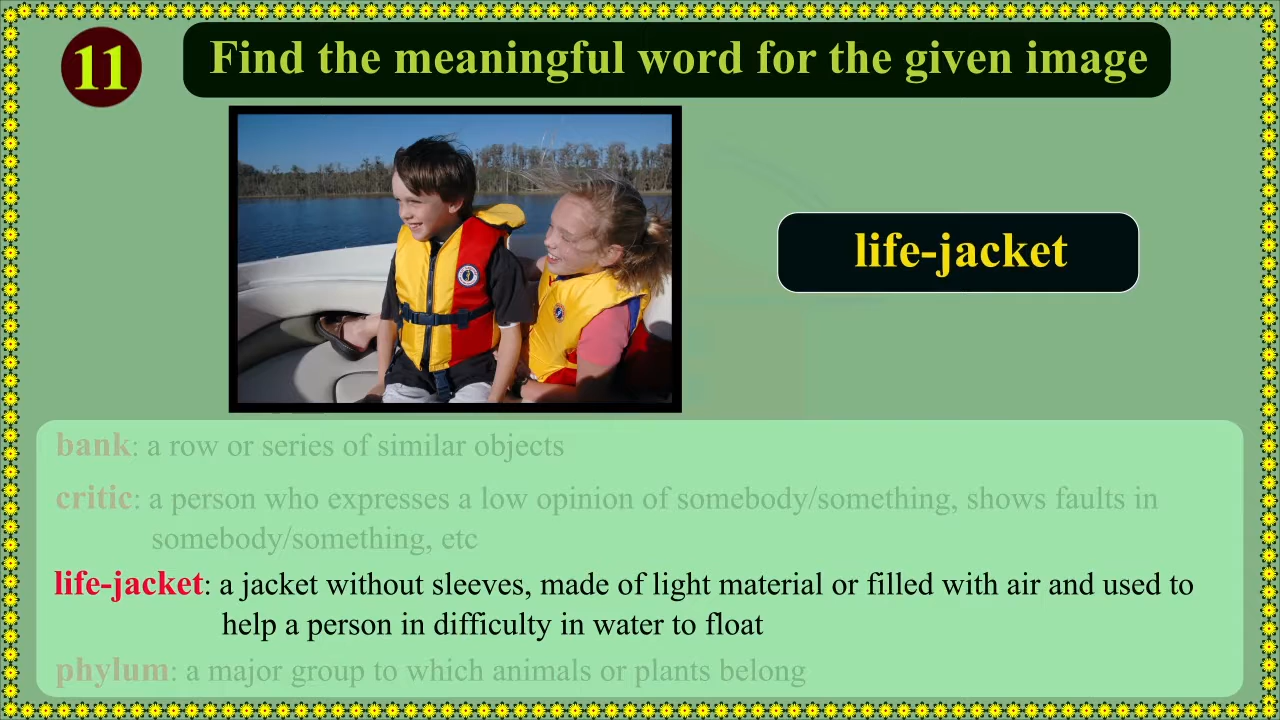 11
Find the meaningful word for the given image
life-jacket
bank: a row or series of similar objects
critic: a person who expresses a low opinion of somebody/something, shows faults in
somebody/something, etc
life-jacket: a jacket without sleeves, made of light material or filled with air and used to
help a person in difficulty in water to float
phylum: a major group to which animals or plants belong